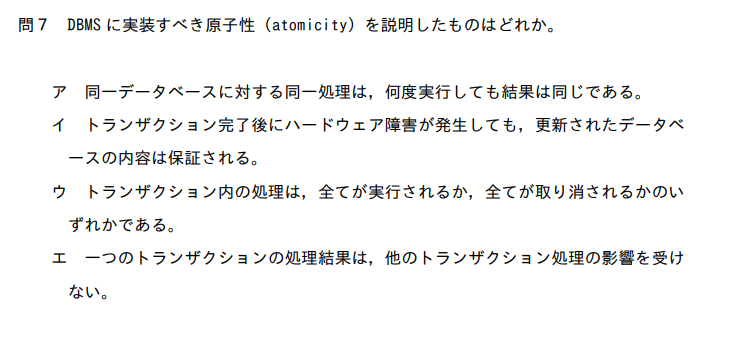 問７　DBMS に実装すべき原子性（atomicity）を説明したものはどれか。
ア　同一データベースに対する同一処理は，何度実行しても結果は同じである。
イ　トランザクション完了後にハードウェア障害が発生しても，更新されたデータベ
ースの内容は保証される。
ウ　トランザクション内の処理は，全てが実行されるか，全てが取り消されるかのい
ずれかである。
エ　一つのトランザクションの処理結果は，他のトランザクション処理の影響を受け
ない。